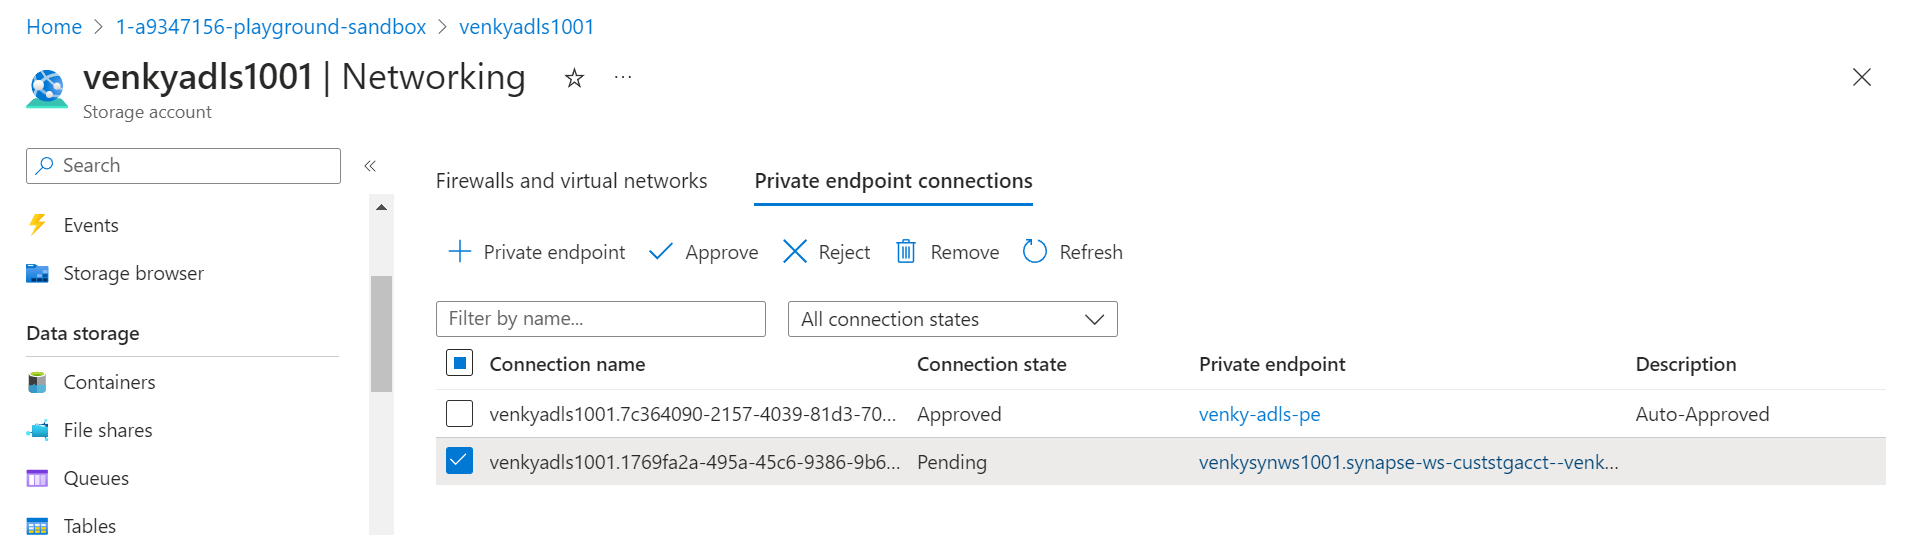 Home > 1-a9347156-playground-sandbox > venkyadls1001
venkyadls1001 | Networking ☆ ...
Storage account
Search «
Events
Storage browser
Data storage
Containers
File shares
Queues
Tables
Firewalls and virtual networks Private endpoint connections
Private endpoint Approve Reject Remove Refresh
Filter by name... All connection states
Connection name Connection state Private endpoint Description
venkyadls1001.7c364090-2157-4039-81d3-70... Approved venky-adls-pe Auto-Approved
venkyadls1001.1769fa2a-495a-45c6-9386-9b6... Pending venkysynws1001.synapse-ws-custstgacct--venk...